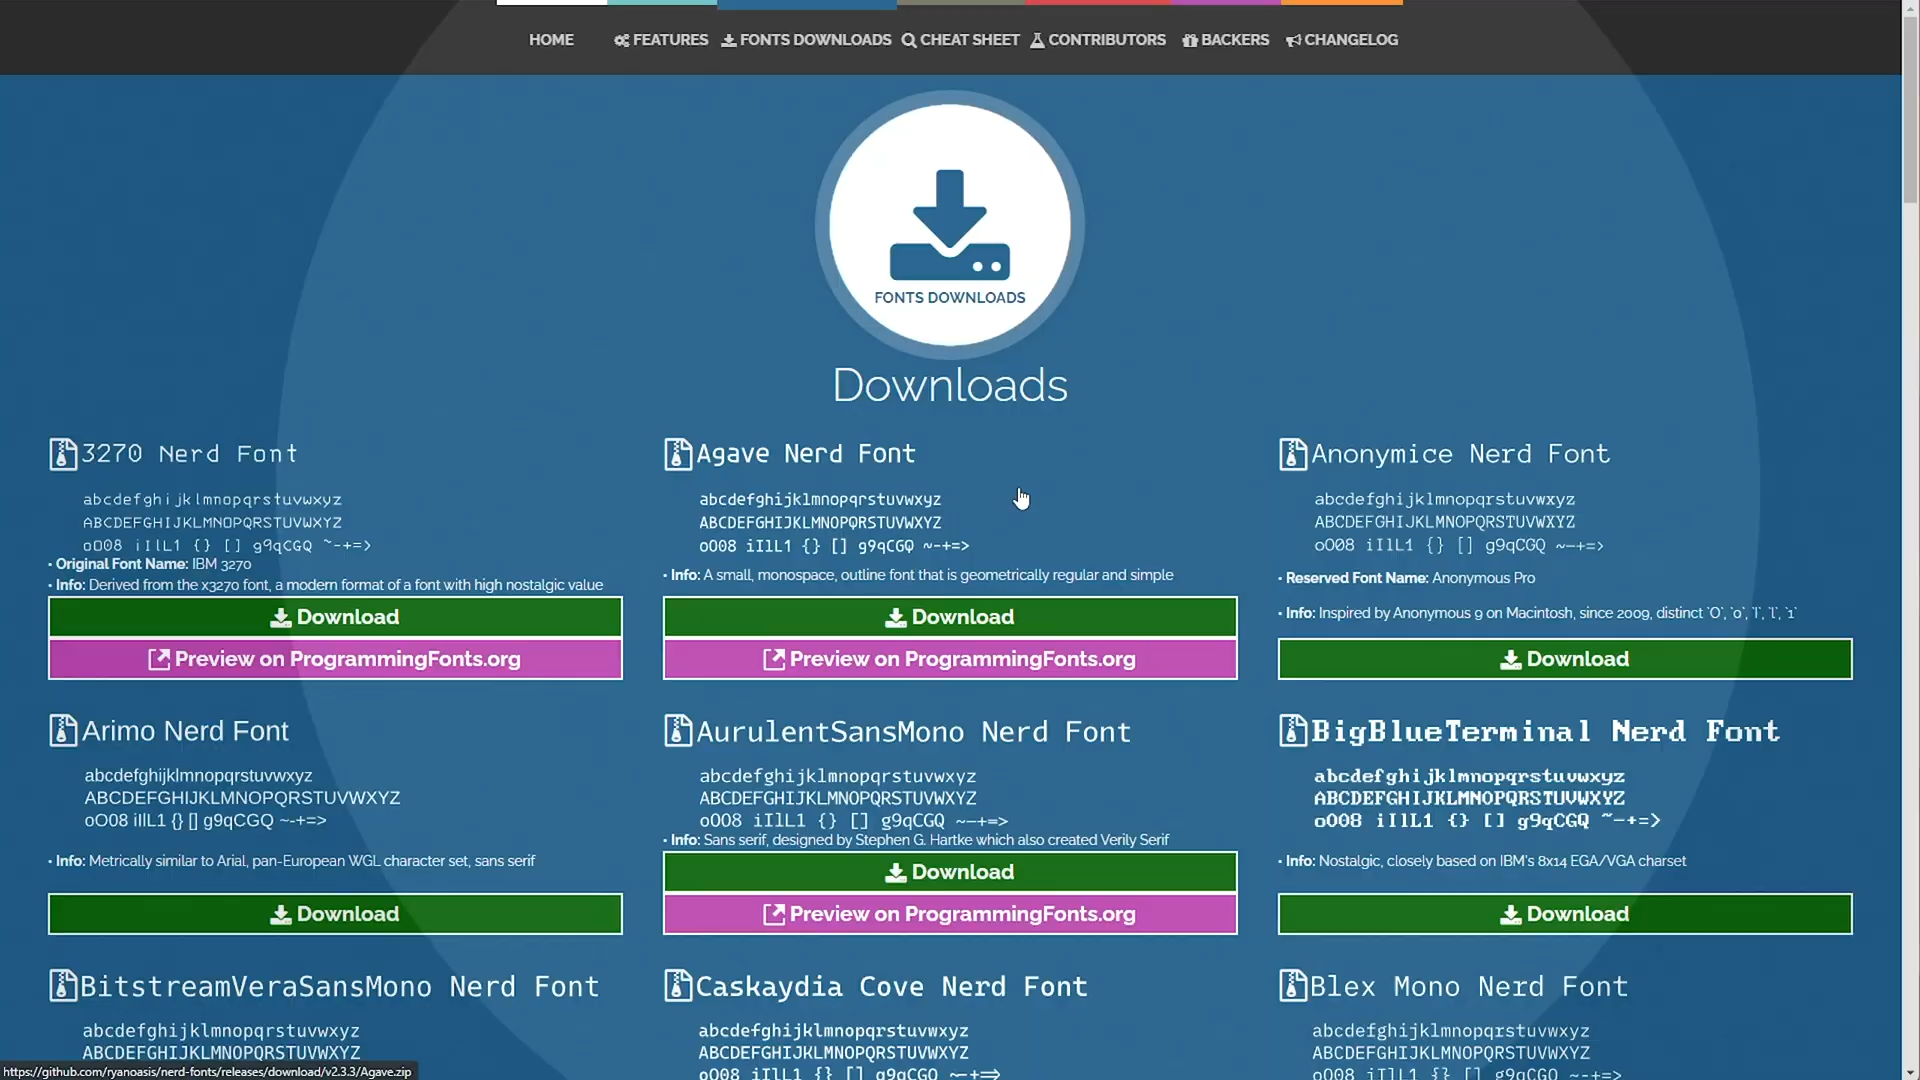 HOME FEATURES FONTS DOWNLOADS CHEAT SHEET CONTRIBUTORS BACKERS CHANGELOG
FONTS DOWNLOADS
Downloads
3270 Nerd Font
abcdefghijklmnopqrstuvwxyz
ABCDEFGHIJKLMNOPQRSTUVWXYZ
oO08 iIlL1 {} [] g9qCGQ ~-+=>
• Original Font Name: IBM 3270
• Info: Derived from the x3270 font, a modern format of a font with high nostalgic value
Download
Preview on ProgrammingFonts.org
Agave Nerd Font
abcdefghijklmnopqrstuvwxyz
ABCDEFGHIJKLMNOPQRSTUVWXYZ
oO08 iIlL1 {} [] g9qCGQ ~-+=>
• Info: A small, monospace, outline font that is geometrically regular and simple
Download
Preview on ProgrammingFonts.org
Anonymice Nerd Font
abcdefghijklmnopqrstuvwxyz
ABCDEFGHIJKLMNOPQRSTUVWXYZ
oO08 iIlL1 {} [] g9qCGQ ~-+=>
• Reserved Font Name: Anonymous Pro
• Info: Inspired by Anonymous 9 on Macintosh, since 2009, distinct `O`, `0`, `I`, `l`, `1`
Download
Arimo Nerd Font
abcdefghijklmnopqrstuvwxyz
ABCDEFGHIJKLMNOPQRSTUVWXYZ
oO08 iIlL1 {} [] g9qCGQ ~-+=>
• Info: Metrically similar to Arial, pan-European WGL character set, sans serif
Download
AurulentSansMono Nerd Font
abcdefghijklmnopqrstuvwxyz
ABCDEFGHIJKLMNOPQRSTUVWXYZ
oO08 iIlL1 {} [] g9qCGQ ~-+=>
• Info: Sans serif, designed by Stephen G. Hartke which also created Verily Serif
Download
Preview on ProgrammingFonts.org
BigBlueTerminal Nerd Font
abcdefghijklmnopqrstuvwxyz
ABCDEFGHIJKLMNOPQRSTUVWXYZ
oO08 iIlL1 {} [] g9qCGQ ~-+=>
• Info: Nostalgic, closely based on IBM's 8x14 EGA/VGA charset
Download
BitstreamVeraSansMono Nerd Font
abcdefghijklmnopqrstuvwxyz
ABCDEFGHIJKLMNOPQRSTUVWXYZ
Caskaydia Cove Nerd Font
abcdefghijklmnopqrstuvwxyz
ABCDEFGHIJKLMNOPQRSTUVWXYZ
oO08 iIlL1 {} [] g9qCGQ ~-+=>
Blex Mono Nerd Font
abcdefghijklmnopqrstuvwxyz
ABCDEFGHIJKLMNOPQRSTUVWXYZ
oO08 iIlL1 {} [] g9qCGQ ~-+=>
https://github.com/ryanoasis/nerd-fonts/releases/download/v2.3.3/Agave.zip